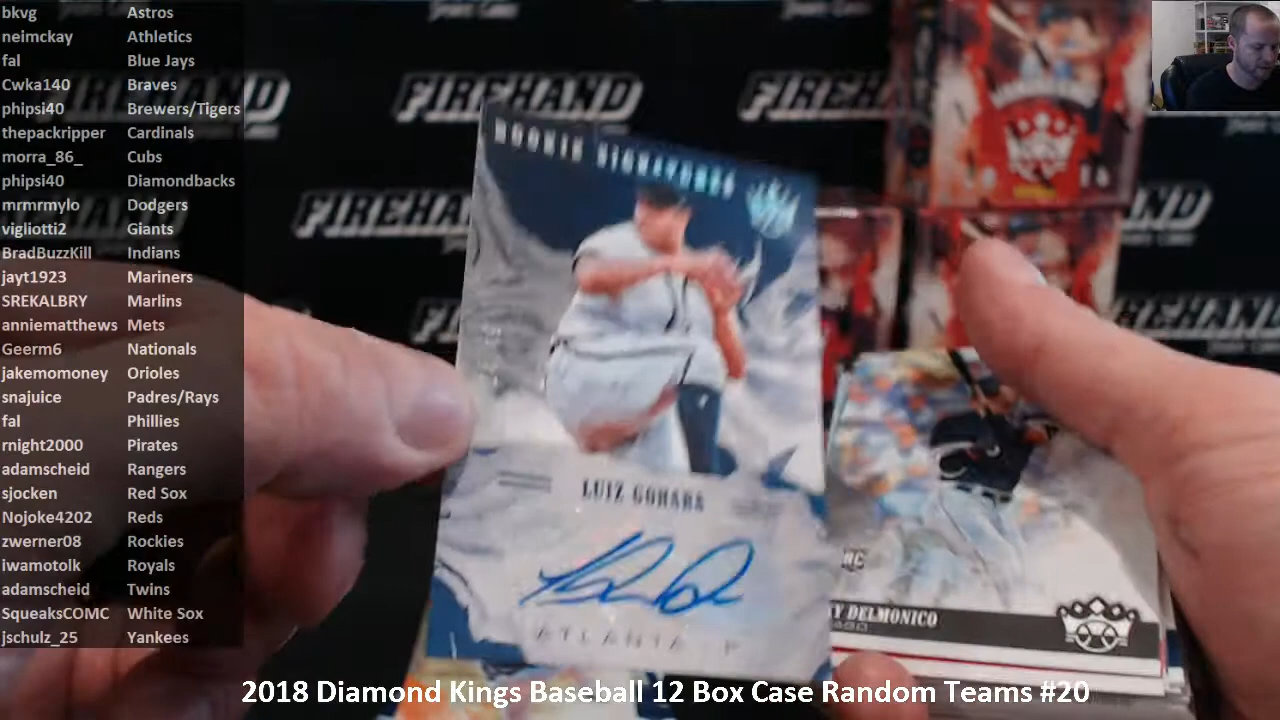 bkvg Astros
neimckay Athletics
fal Blue Jays
Cwka140 Braves
phipsi40 Brewers/Tigers
thepackripper Cardinals
morra_86_ Cubs
phipsi40 Diamondbacks
mrmrmylo Dodgers
vigliotti2 Giants
BradBuzzKill Indians
jayt1923 Mariners
SREKALBRY Marlins
anniematthews Mets
Geerm6 Nationals
jakemomoney Orioles
snajuice Padres/Rays
fal Phillies
rnight2000 Pirates
adamscheid Rangers
sjocken Red Sox
Nojoke4202 Reds
zwerner08 Rockies
iwamotolk Royals
adamscheid Twins
SqueaksCOMC White Sox
jschulz_25 Yankees
FIREHAND
FIREHAND
FIREHAND
FIREHAND
ROOKIE SIGNATURES
LUIZ GOHARA
ATLANTA P
RC
Y DELMONICO
2018 Diamond Kings Baseball 12 Box Case Random Teams #20